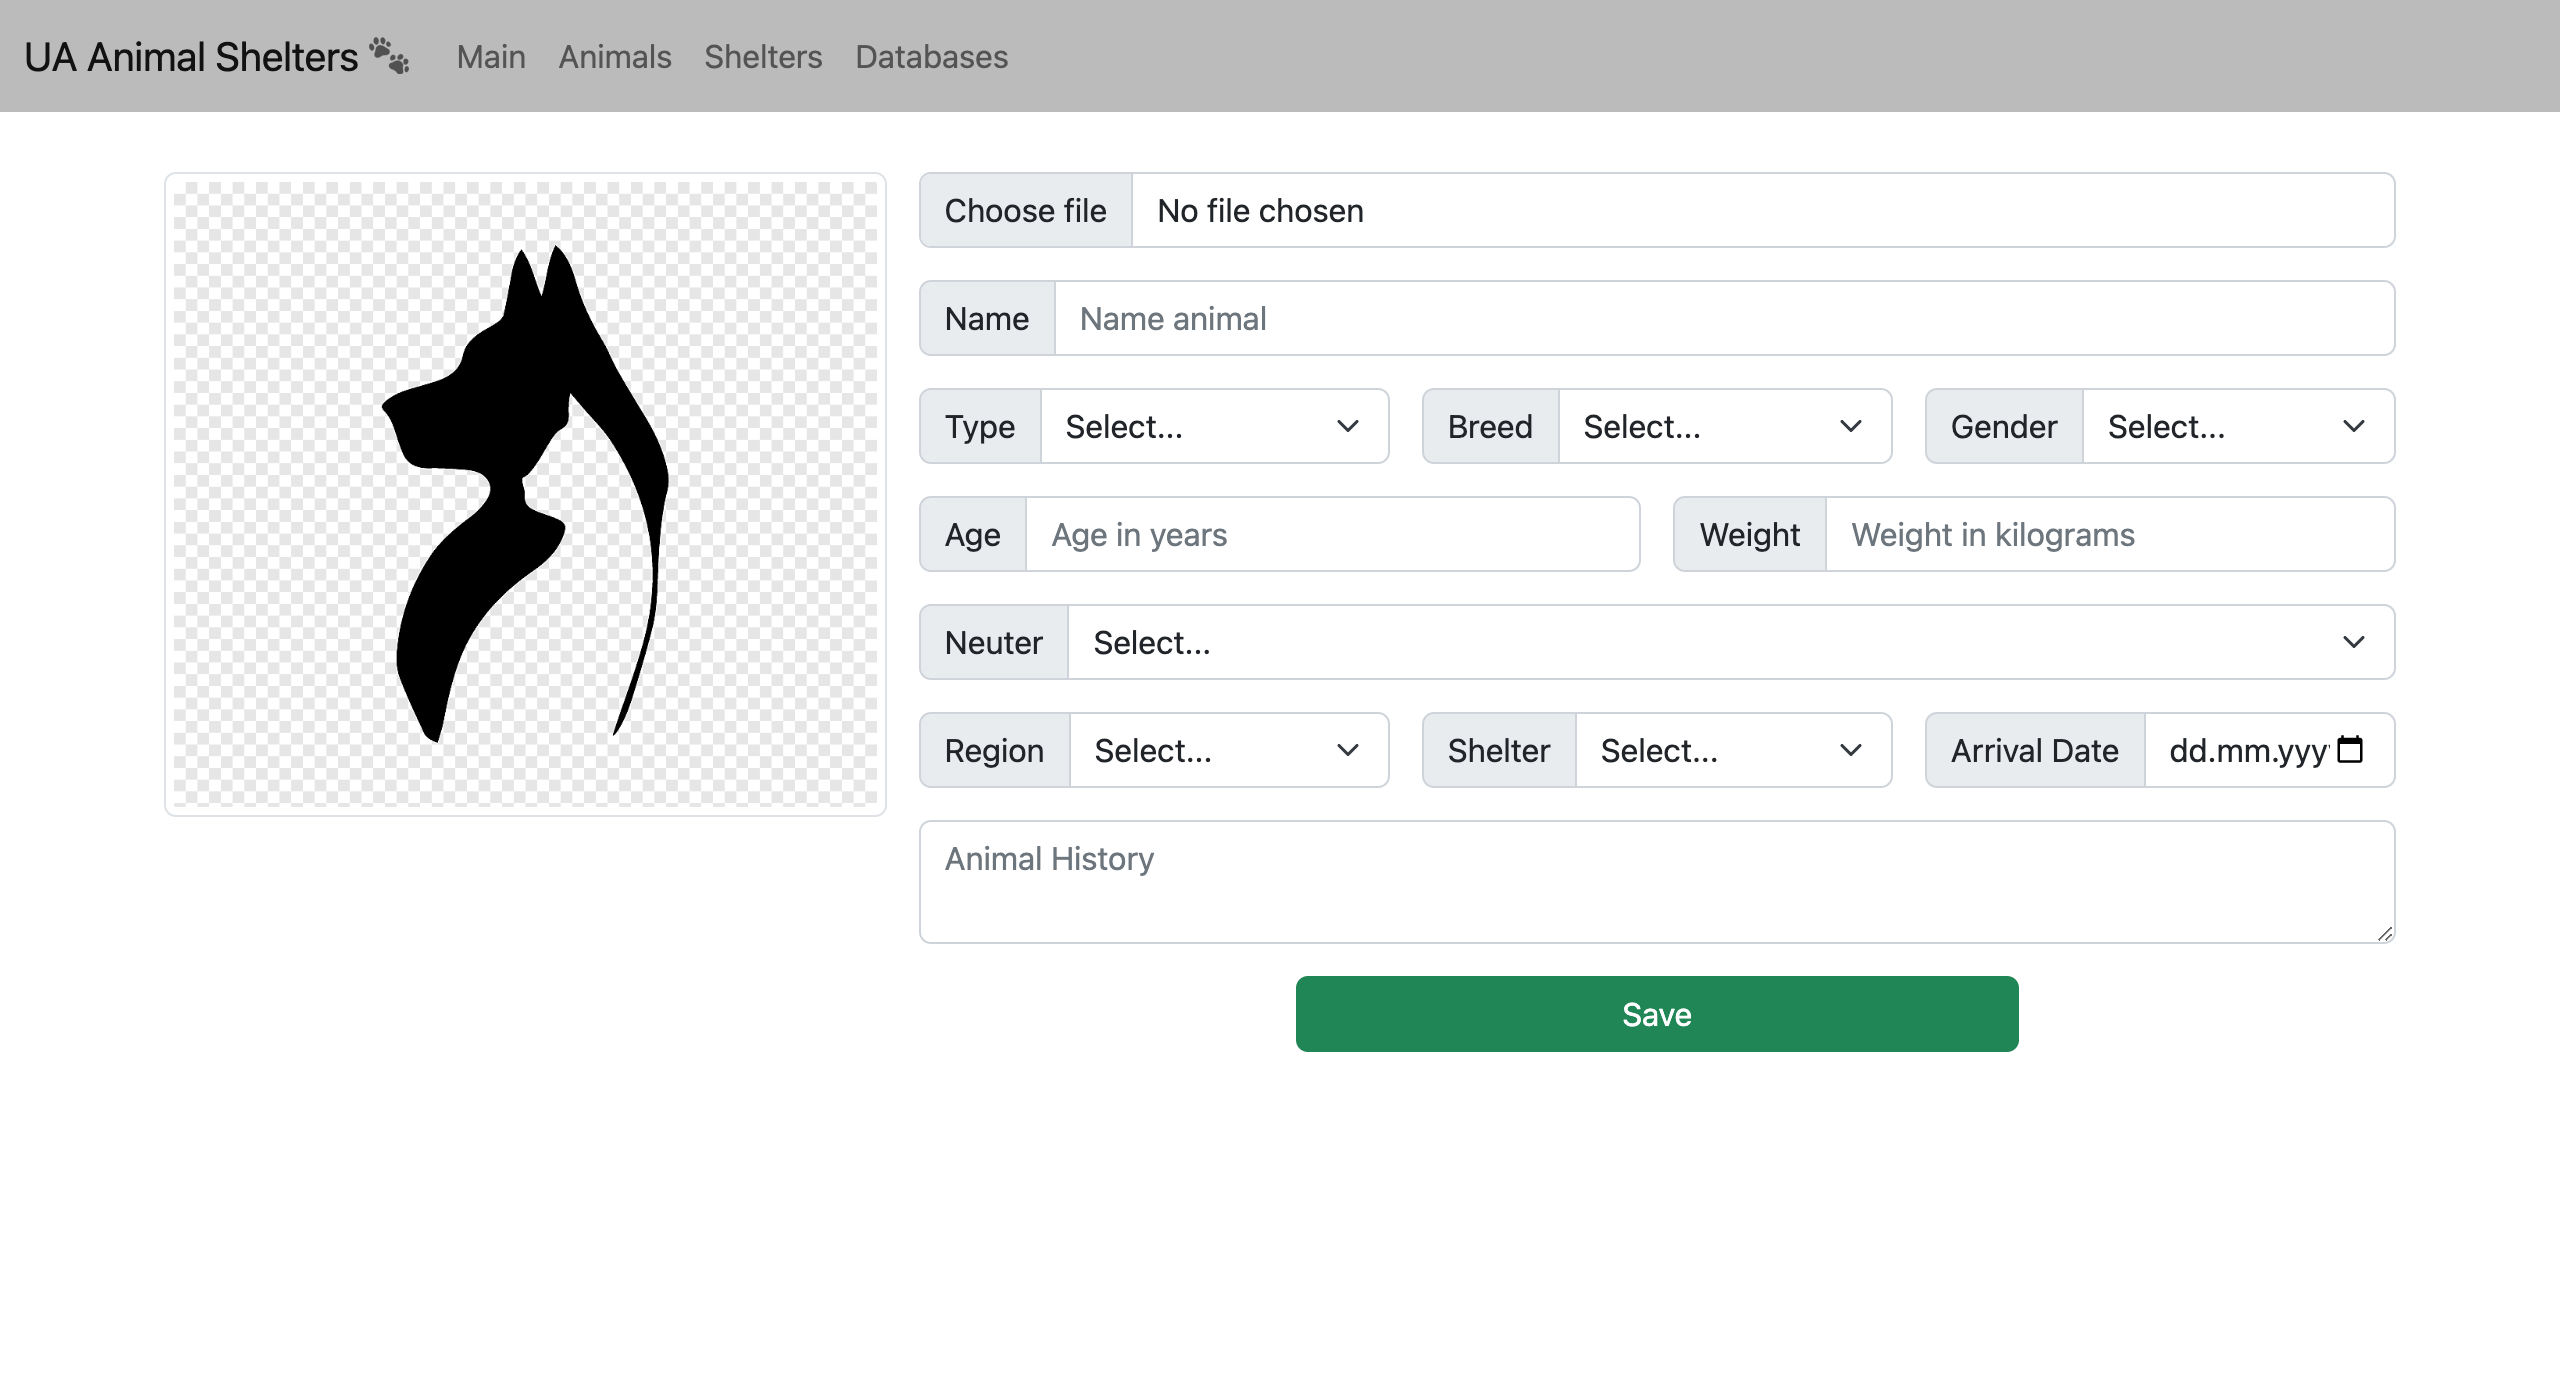 UA Animal Shelters Main Animals Shelters Databases
Choose file No file chosen
Name Name animal
Type Select... Breed Select... Gender Select...
Age Age in years Weight Weight in kilograms
Neuter Select...
Region Select... Shelter Select... Arrival Date dd.mm.yyy
Animal History
Save